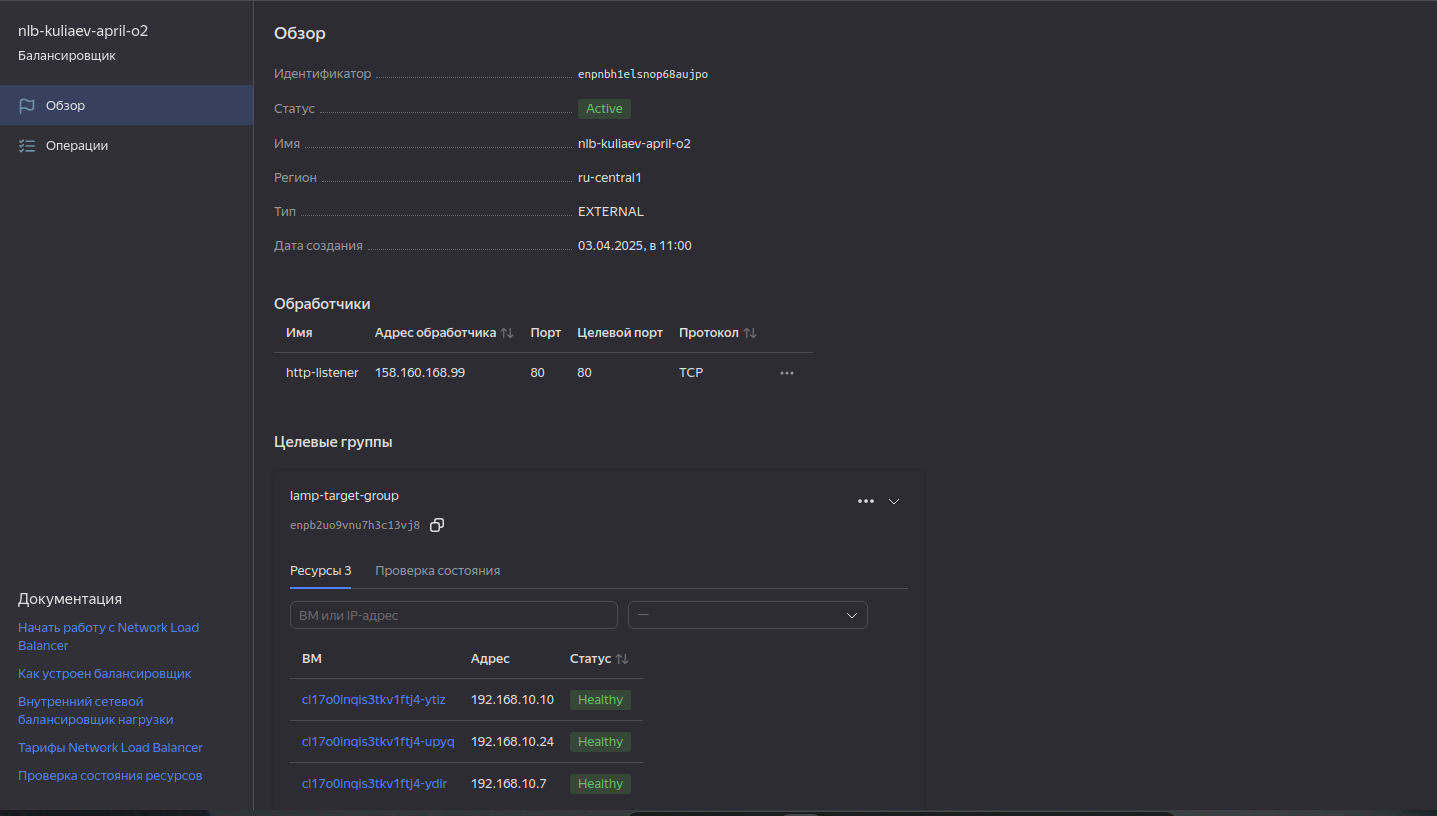 nlb-kuliaev-april-o2
Балансировщик
Обзор
Операции
Документация
Начать работу с Network Load
Balancer
Как устроен балансировщик
Внутренний сетевой
балансировщик нагрузки
Тарифы Network Load Balancer
Проверка состояния ресурсов
Обзор
Идентификатор enpnbh1elsnop68aujpo
Статус Active
Имя nlb-kuliaev-april-o2
Регион ru-central1
Тип EXTERNAL
Дата создания 03.04.2025, в 11:00
Обработчики
Имя Адрес обработчика Порт Целевой порт Протокол
http-listener 158.160.168.99 80 80 TCP
Целевые группы
lamp-target-group
enpb2uo9vnu7h3c13vj8
Ресурсы 3 Проверка состояния
ВМ или IP-адрес —
ВМ Адрес Статус
cl17o0inqis3tkv1ftj4-ytiz 192.168.10.10 Healthy
cl17o0inqis3tkv1ftj4-upyq 192.168.10.24 Healthy
cl17o0inqis3tkv1ftj4-ydir 192.168.10.7 Healthy